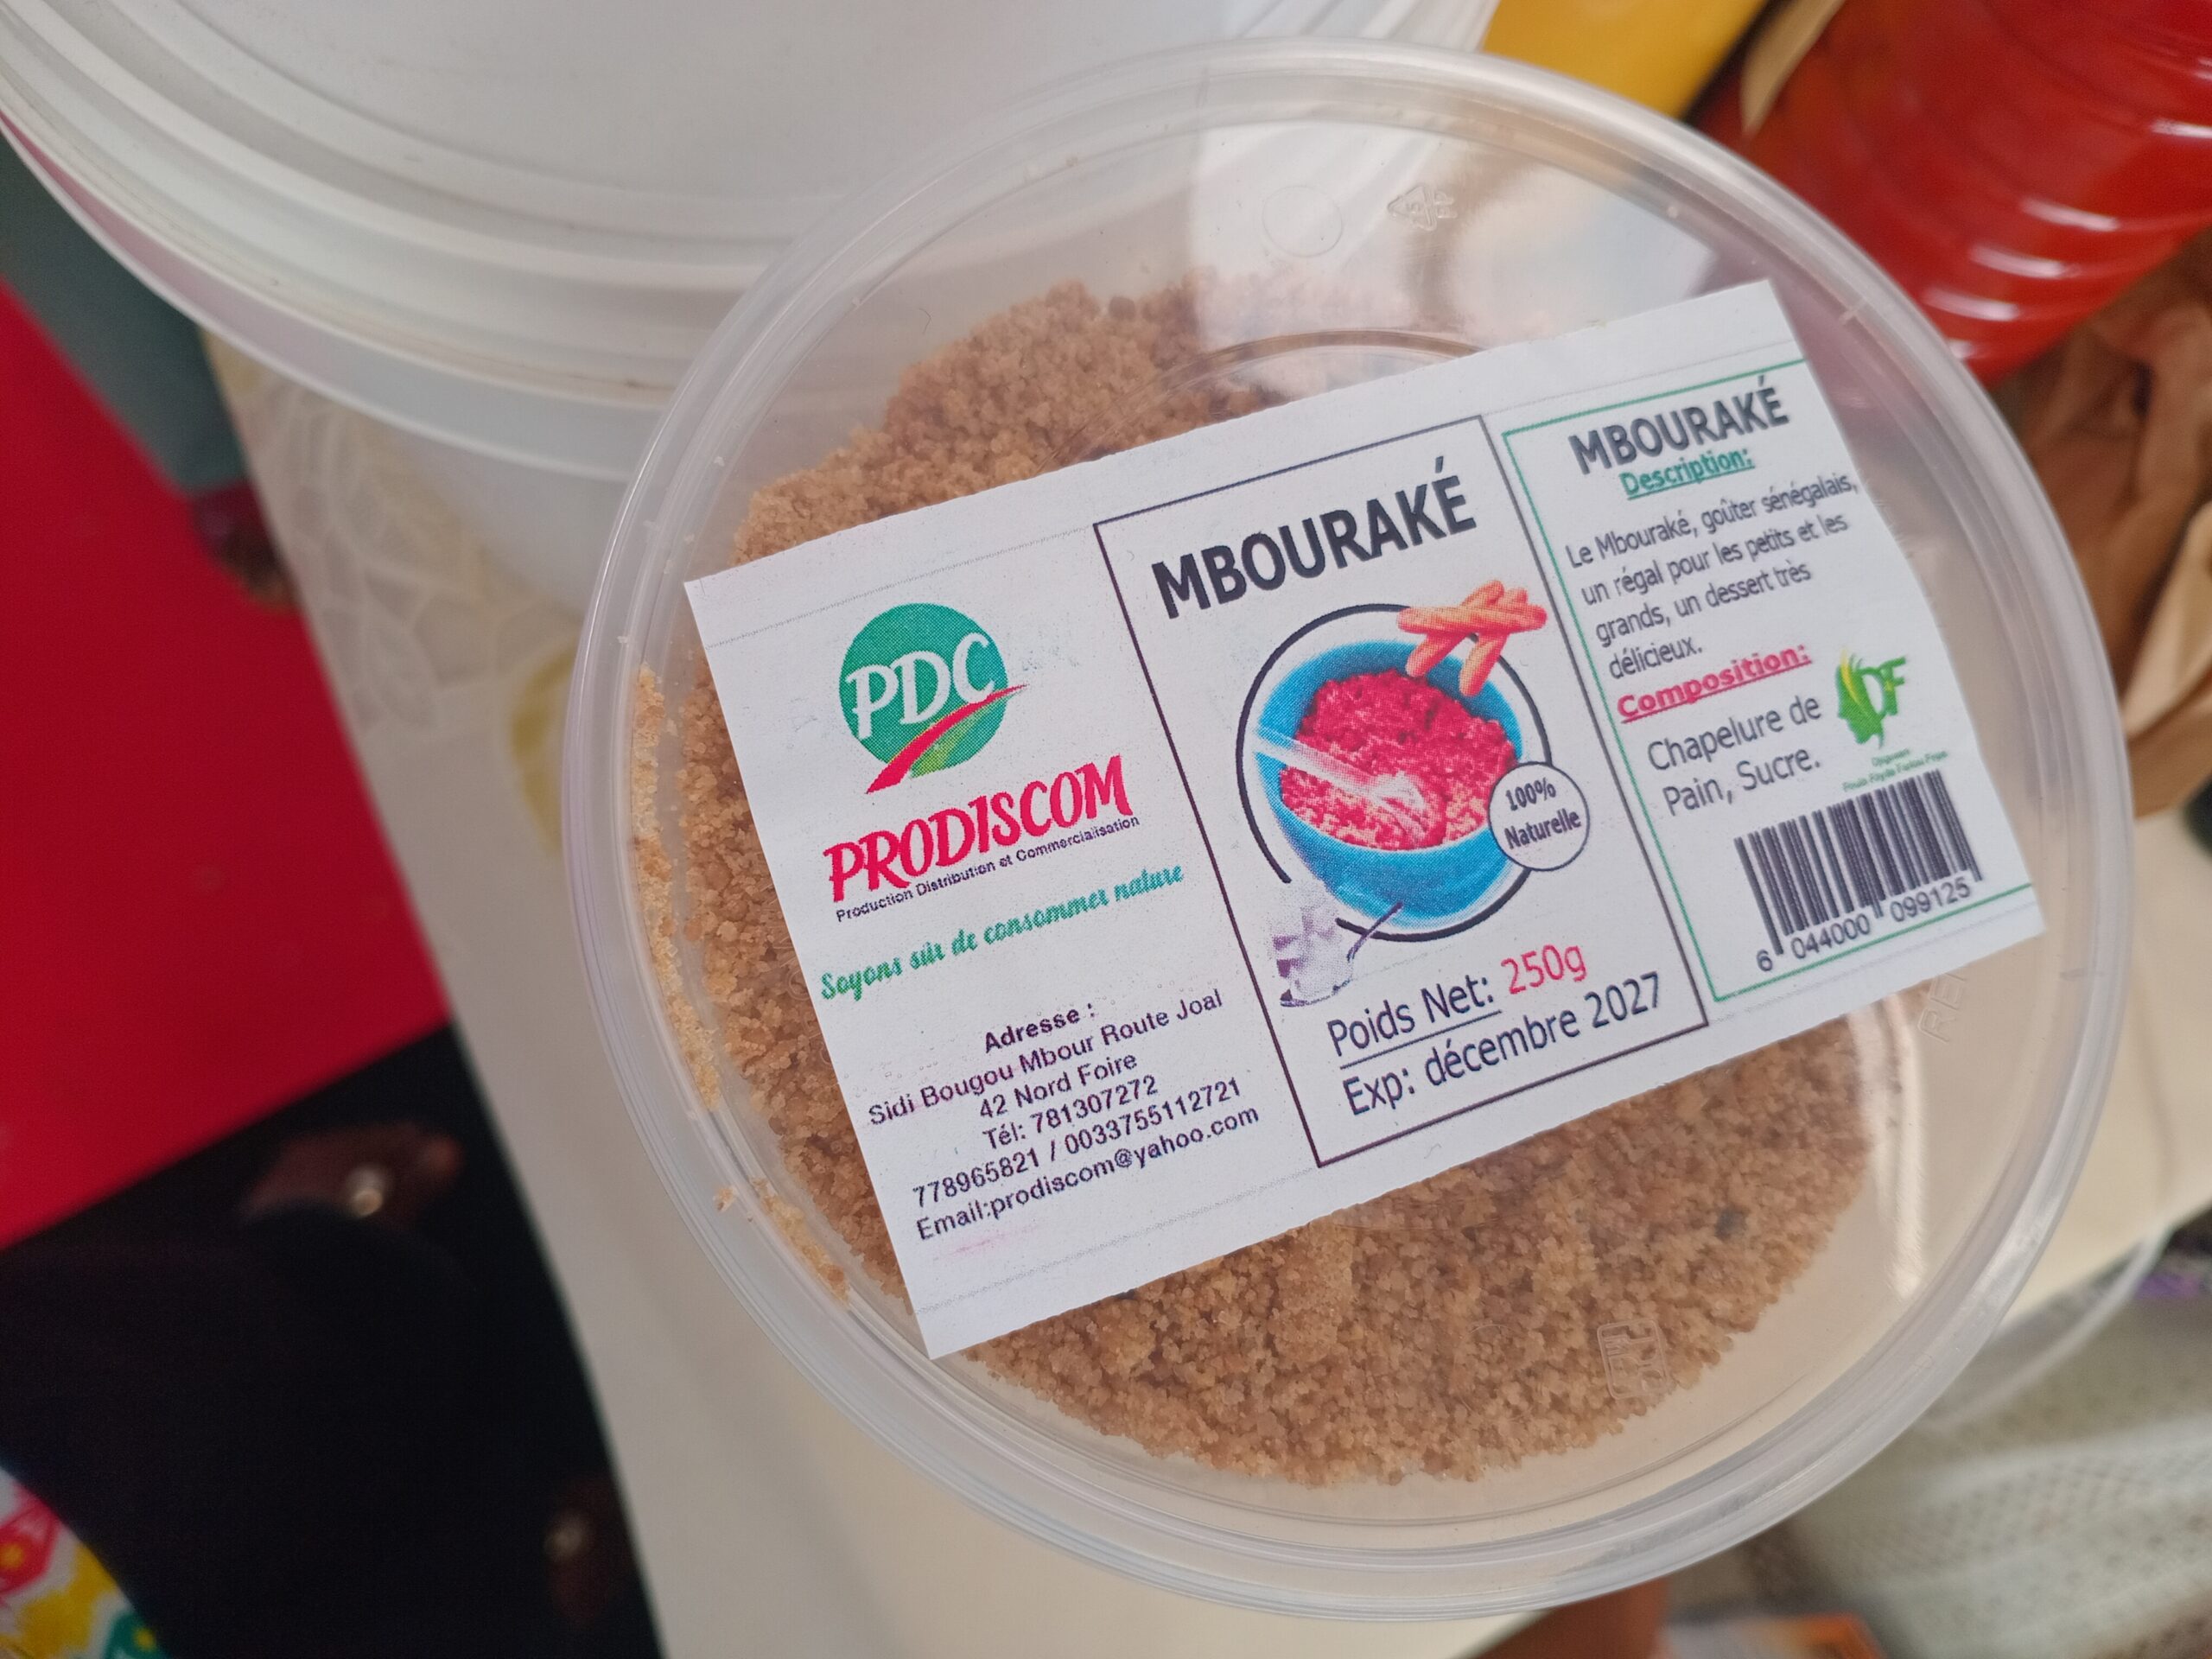 PDC
PRODISCOM
Production Distribution et Commercialisation
Soyons sûr de consommer nature
Adresse :
Sidi Bougou Mbour Route Joal
42 Nord Foire
Tél: 781307272
778965821 / 0033755112721
Email:prodiscom@yahoo.com
MBOURAKÉ
100%
Naturelle
Poids Net: 250g
Exp: décembre 2027
MBOURAKÉ
Description:
Le Mbouraké, goûter sénégalais,
un régal pour les petits et les
grands, un dessert très
délicieux.
Composition:
Chapelure de
Pain, Sucre.
DF
6 044000 099125